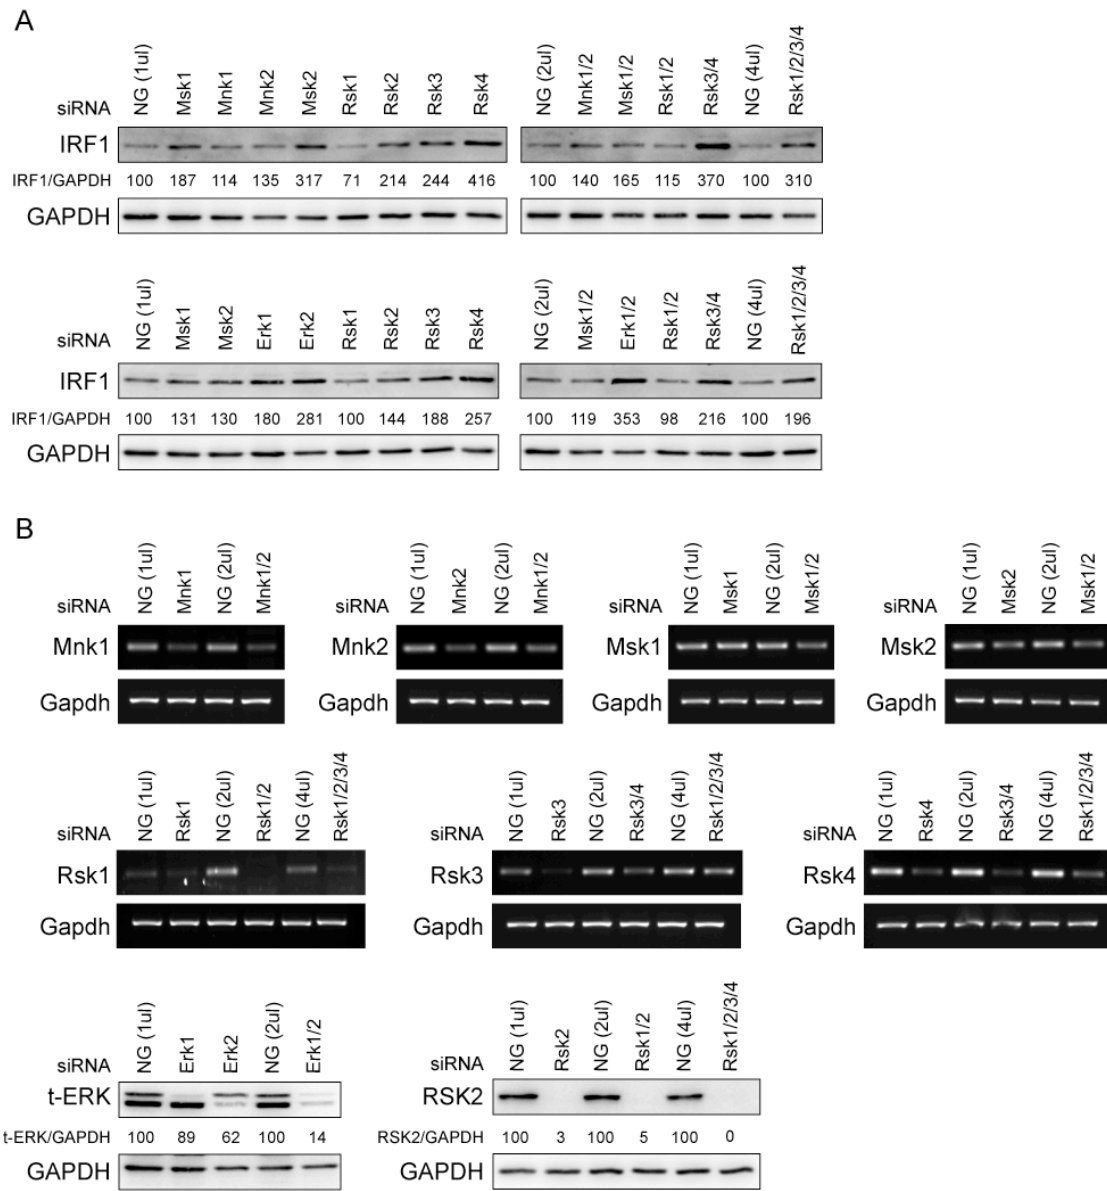 A
siRNA NG (1ul) Msk1 Mnk1 Mnk2 Msk2 Rsk1 Rsk2 Rsk3 Rsk4 NG (2ul) Mnk1/2 Msk1/2 Rsk1/2 Rsk3/4 NG (4ul) Rsk1/2/3/4
IRF1
IRF1/GAPDH 100 187 114 135 317 71 214 244 416 100 140 165 115 370 100 310
GAPDH
siRNA NG (1ul) Msk1 Msk2 Erk1 Erk2 Rsk1 Rsk2 Rsk3 Rsk4 NG (2ul) Msk1/2 Erk1/2 Rsk1/2 Rsk3/4 NG (4ul) Rsk1/2/3/4
IRF1
IRF1/GAPDH 100 131 130 180 281 100 144 188 257 100 119 353 98 216 100 196
GAPDH
B
siRNA NG (1ul) Mnk1 NG (2ul) Mnk1/2 siRNA NG (1ul) Mnk2 NG (2ul) Mnk1/2 siRNA NG (1ul) Msk1 NG (2ul) Msk1/2 siRNA NG (1ul) Msk2 NG (2ul) Msk1/2
Mnk1 Mnk2 Msk1 Msk2
Gapdh Gapdh Gapdh Gapdh
siRNA NG (1ul) Rsk1 NG (2ul) Rsk1/2 NG (4ul) Rsk1/2/3/4 siRNA NG (1ul) Rsk3 NG (2ul) Rsk3/4 NG (4ul) Rsk1/2/3/4 siRNA NG (1ul) Rsk4 NG (2ul) Rsk3/4 NG (4ul) Rsk1/2/3/4
Rsk1 Rsk3 Rsk4
Gapdh Gapdh Gapdh
siRNA NG (1ul) Erk1 Erk2 NG (2ul) Erk1/2 siRNA NG (1ul) Rsk2 NG (2ul) Rsk1/2 NG (4ul) Rsk1/2/3/4
t-ERK RSK2
t-ERK/GAPDH 100 89 62 100 14 RSK2/GAPDH 100 3 100 5 100 0
GAPDH GAPDH